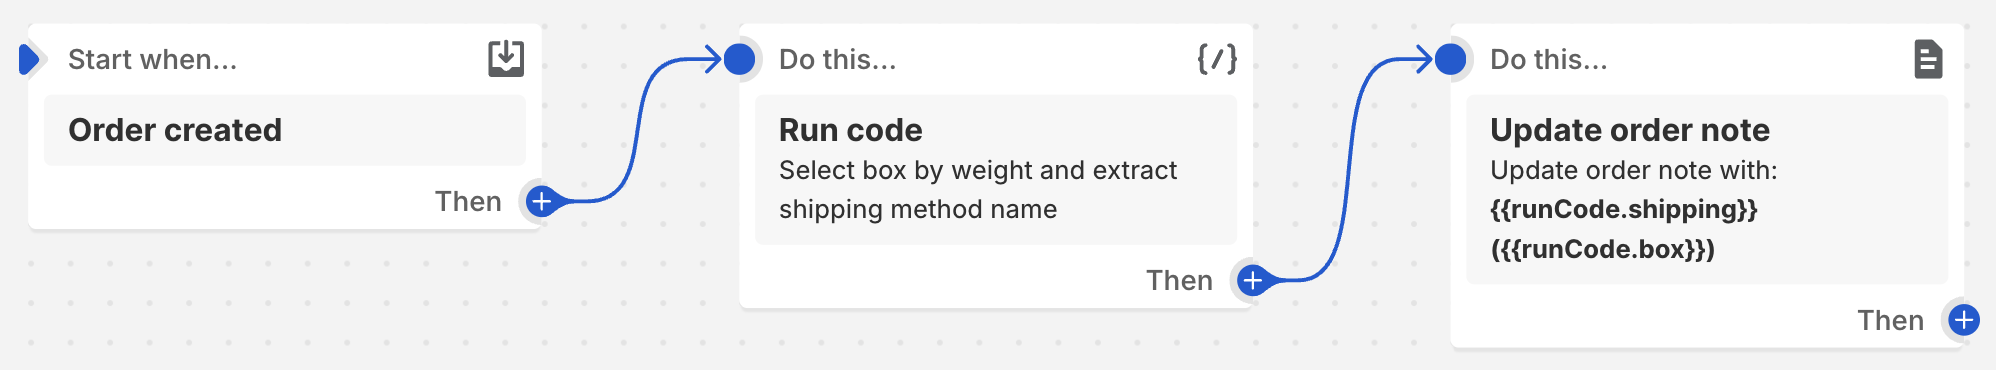 Start when...
Order created
Then
Do this...
Run code
Select box by weight and extract
shipping method name
Then
Do this...
Update order note
Update order note with:
{{runCode.shipping}}
({{runCode.box}})
Then